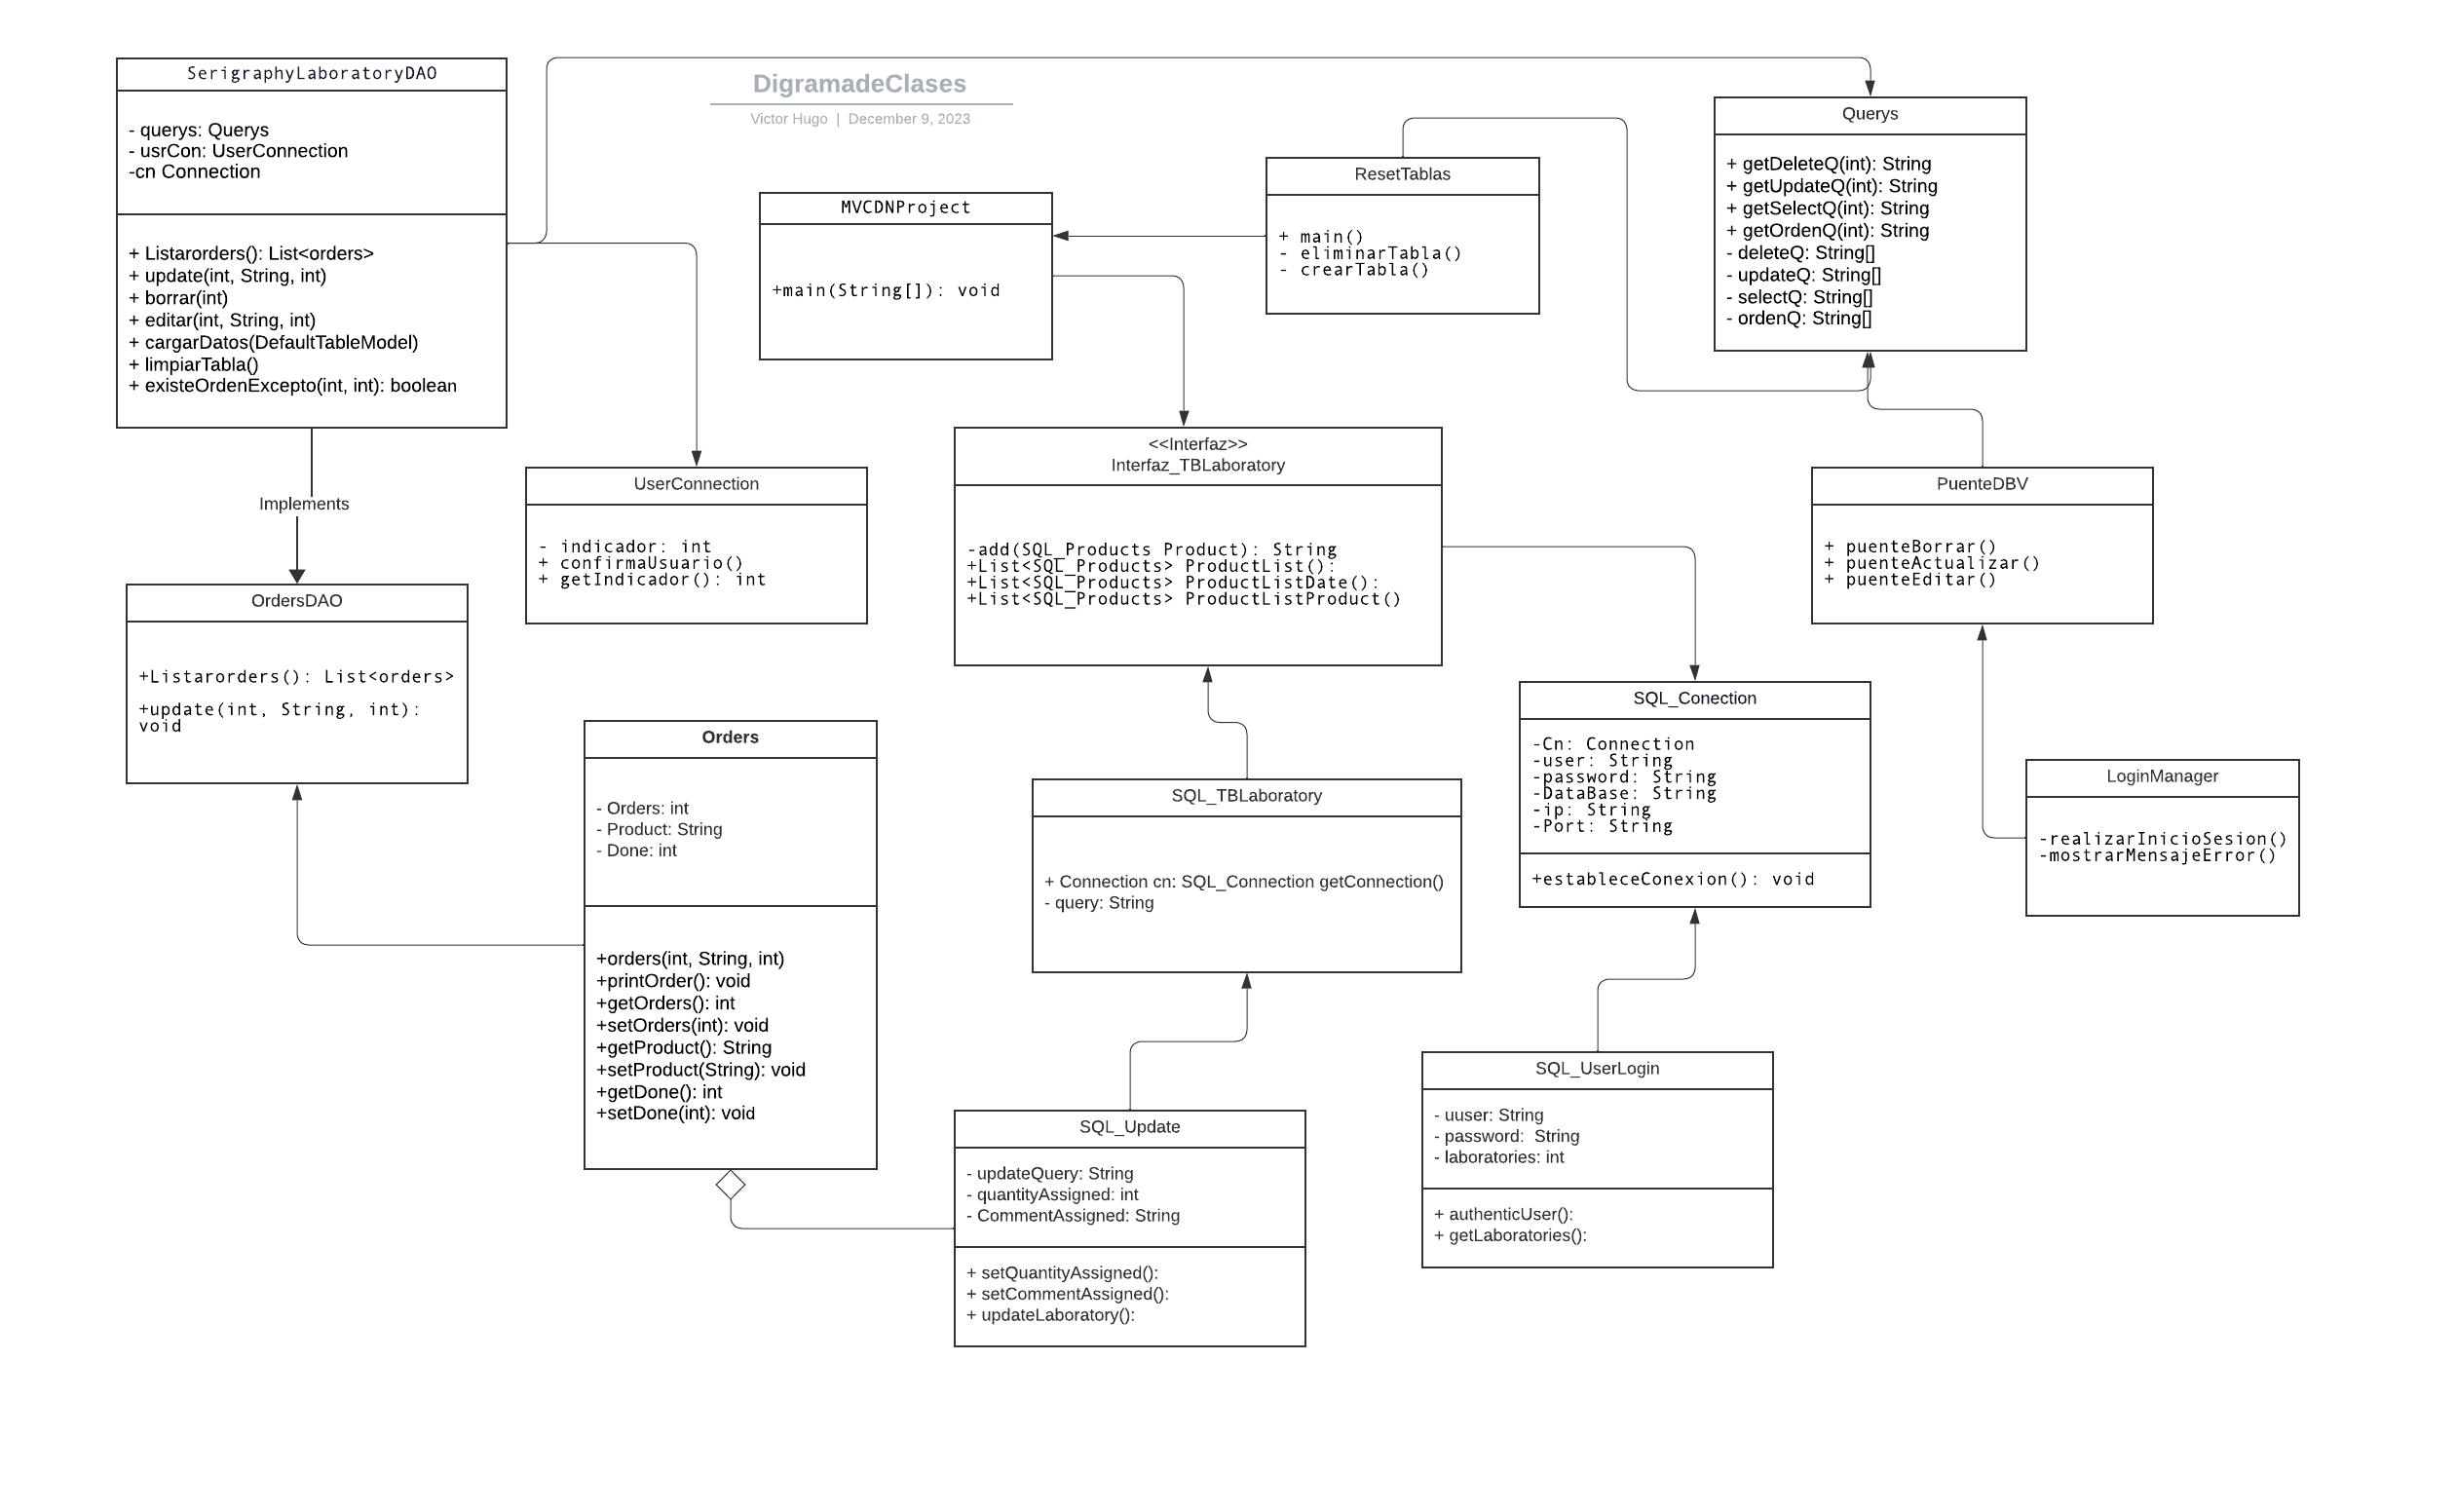 DigramadeClases
Victor Hugo | December 9, 2023
SerigraphyLaboratoryDAO
- querys: Querys
- usrCon: UserConnection
-cn Connection
+ Listarorders(): List<orders>
+ update(int, String, int)
+ borrar(int)
+ editar(int, String, int)
+ cargarDatos(DefaultTableModel)
+ limpiarTabla()
+ existeOrdenExcepto(int, int): boolean
Implements
OrdersDAO
+Listarorders(): List<orders>
+update(int, String, int):
void
UserConnection
- indicador: int
+ confirmaUsuario()
+ getIndicador(): int
MVCDNProject
+main(String[]): void
ResetTablas
+ main()
- eliminarTabla()
- crearTabla()
Querys
+ getDeleteQ(int): String
+ getUpdateQ(int): String
+ getSelectQ(int): String
+ getOrdenQ(int): String
- deleteQ: String[]
- updateQ: String[]
- selectQ: String[]
- ordenQ: String[]
<<Interfaz>>
Interfaz_TBLaboratory
-add(SQL_Products Product): String
+List<SQL_Products> ProductList():
+List<SQL_Products> ProductListDate():
+List<SQL_Products> ProductListProduct()
PuenteDBV
+ puenteBorrar()
+ puenteActualizar()
+ puenteEditar()
Orders
- Orders: int
- Product: String
- Done: int
+orders(int, String, int)
+printOrder(): void
+getOrders(): int
+setOrders(int): void
+getProduct(): String
+setProduct(String): void
+getDone(): int
+setDone(int): void
SQL_TBLaboratory
+ Connection cn: SQL_Connection getConnection()
- query: String
SQL_Conection
-Cn: Connection
-user: String
-password: String
-DataBase: String
-ip: String
-Port: String
+estableceConexion(): void
LoginManager
-realizarInicioSesion()
-mostrarMensajeError()
SQL_Update
- updateQuery: String
- quantityAssigned: int
- CommentAssigned: String
+ setQuantityAssigned():
+ setCommentAssigned():
+ updateLaboratory():
SQL_UserLogin
- uuser: String
- password:  String
- laboratories: int
+ authenticUser():
+ getLaboratories():